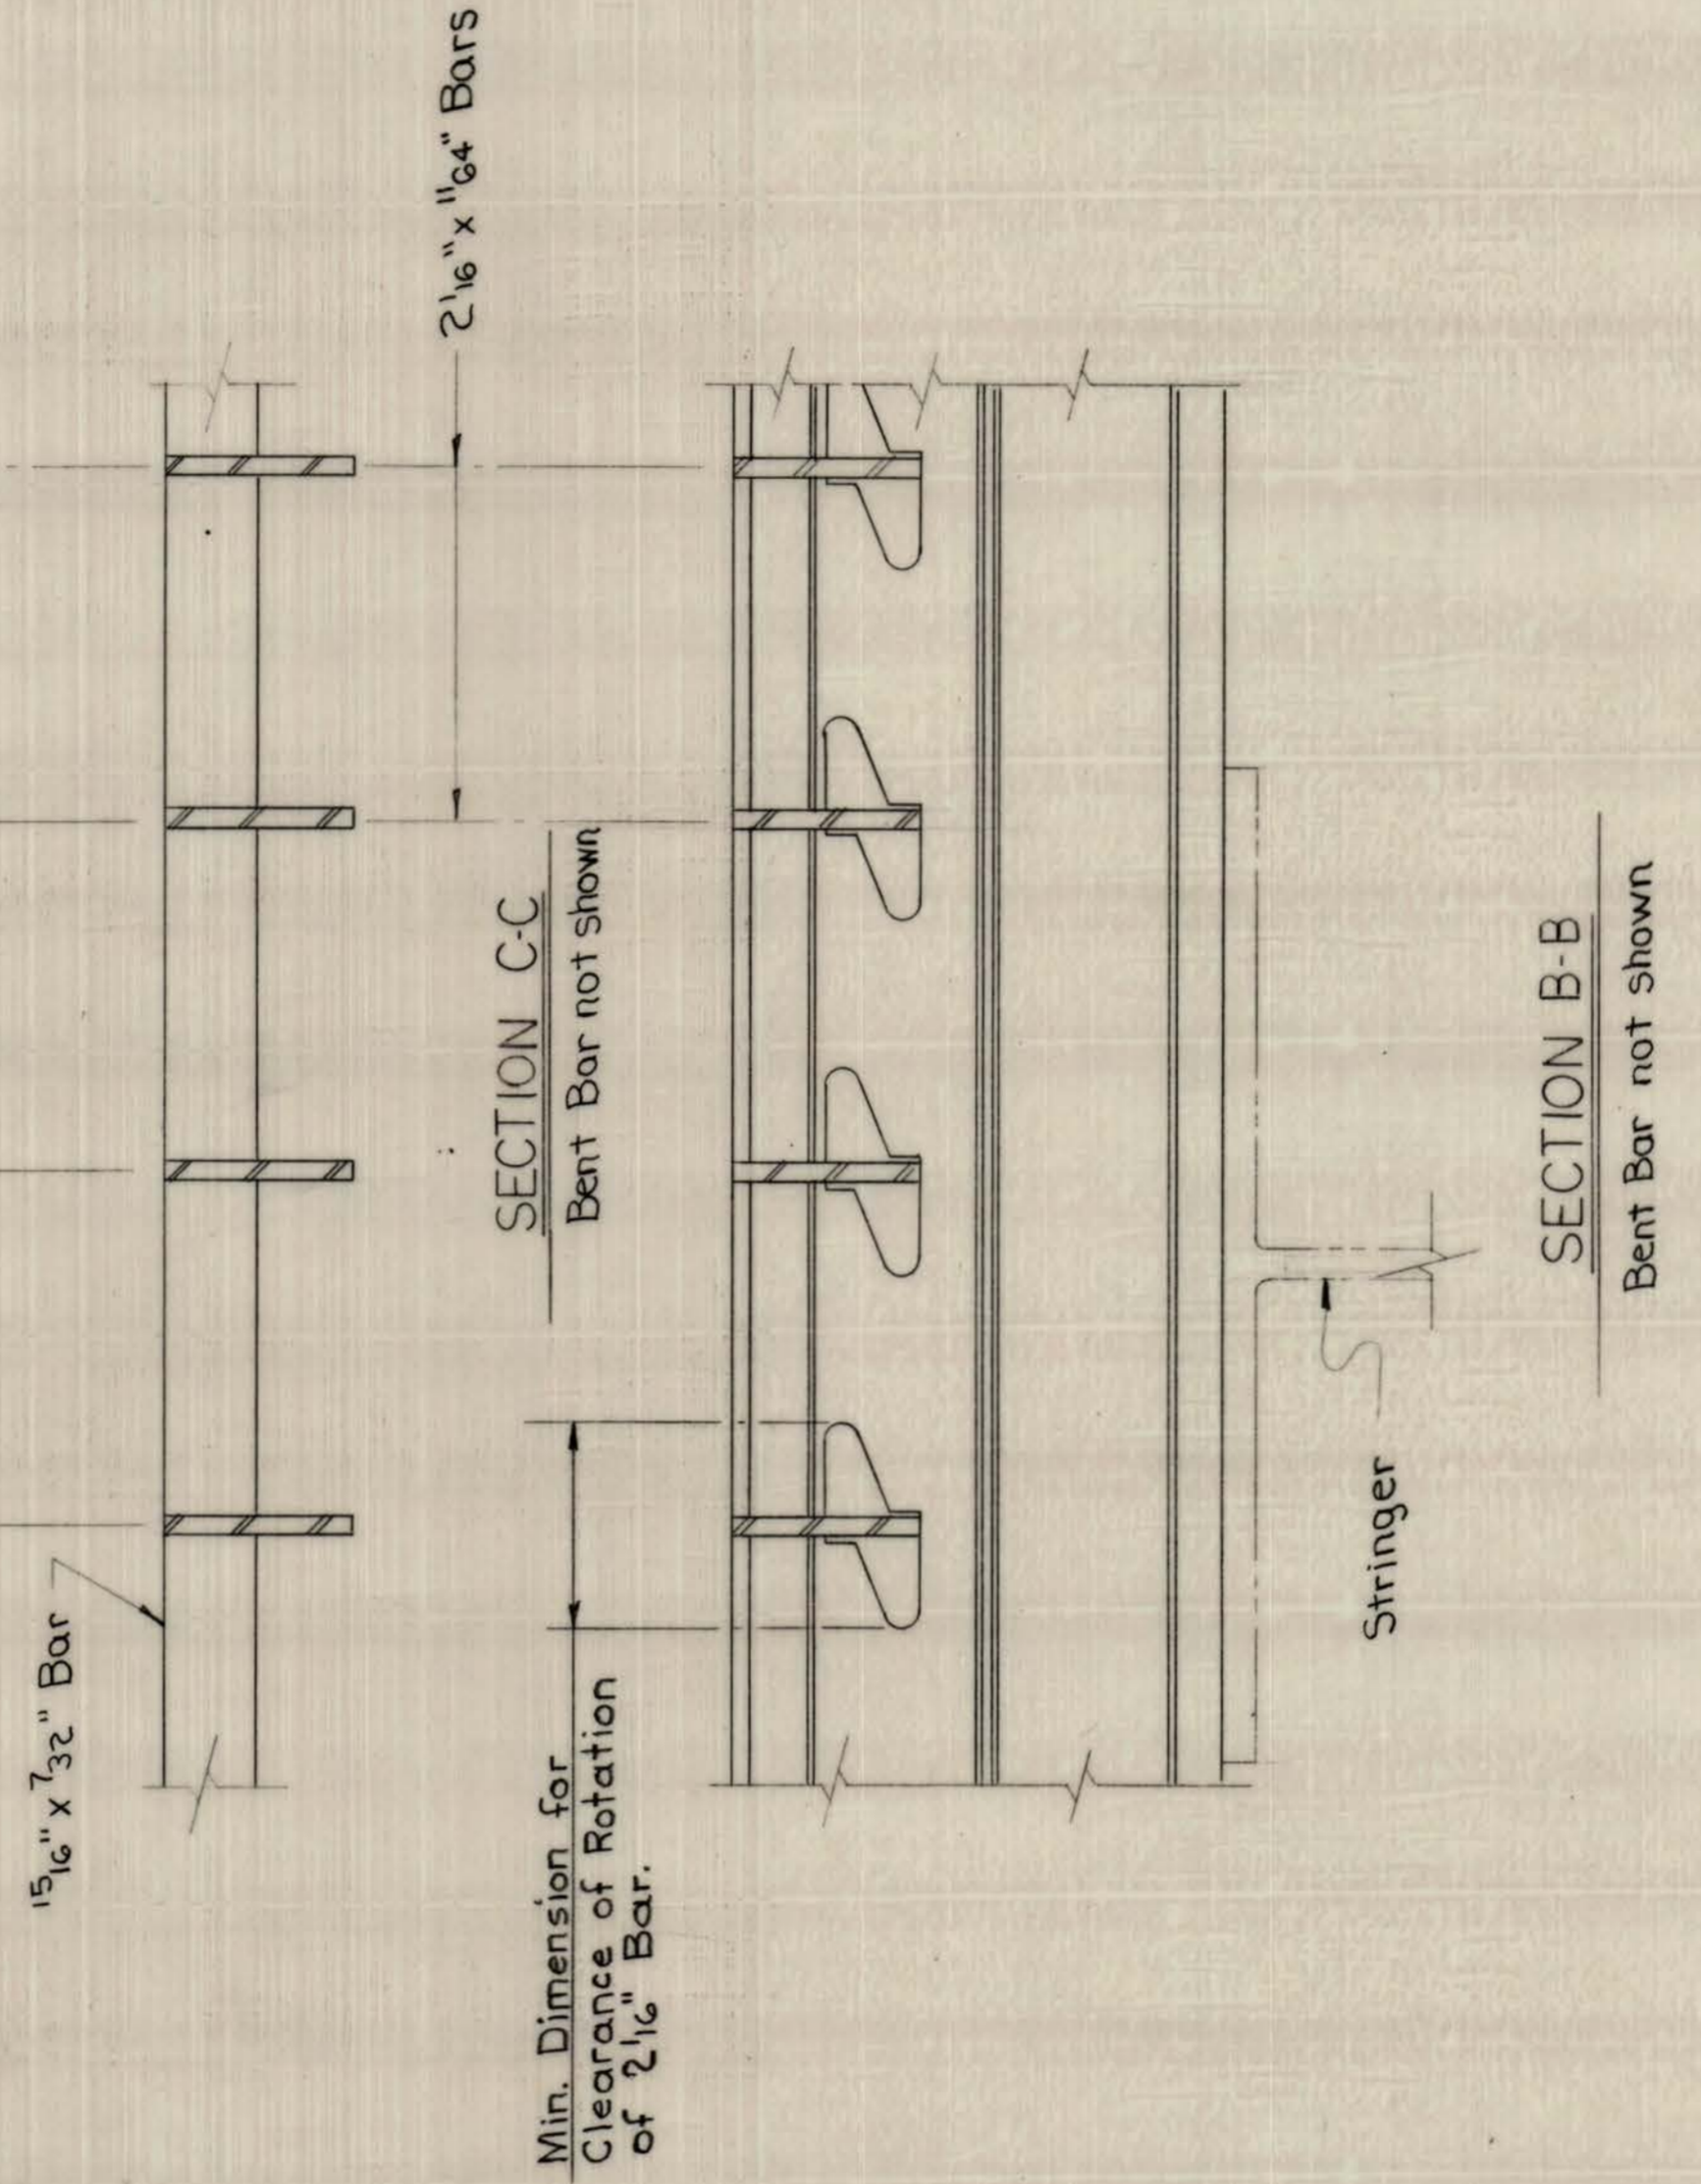 15/16" x 7/32" Bar
2 1/16" x 11/64" Bars
SECTION C-C
Bent Bar not shown
Min. Dimension for
Clearance of Rotation
of 2 1/16" Bar.
Stringer
SECTION B-B
Bent Bar not shown